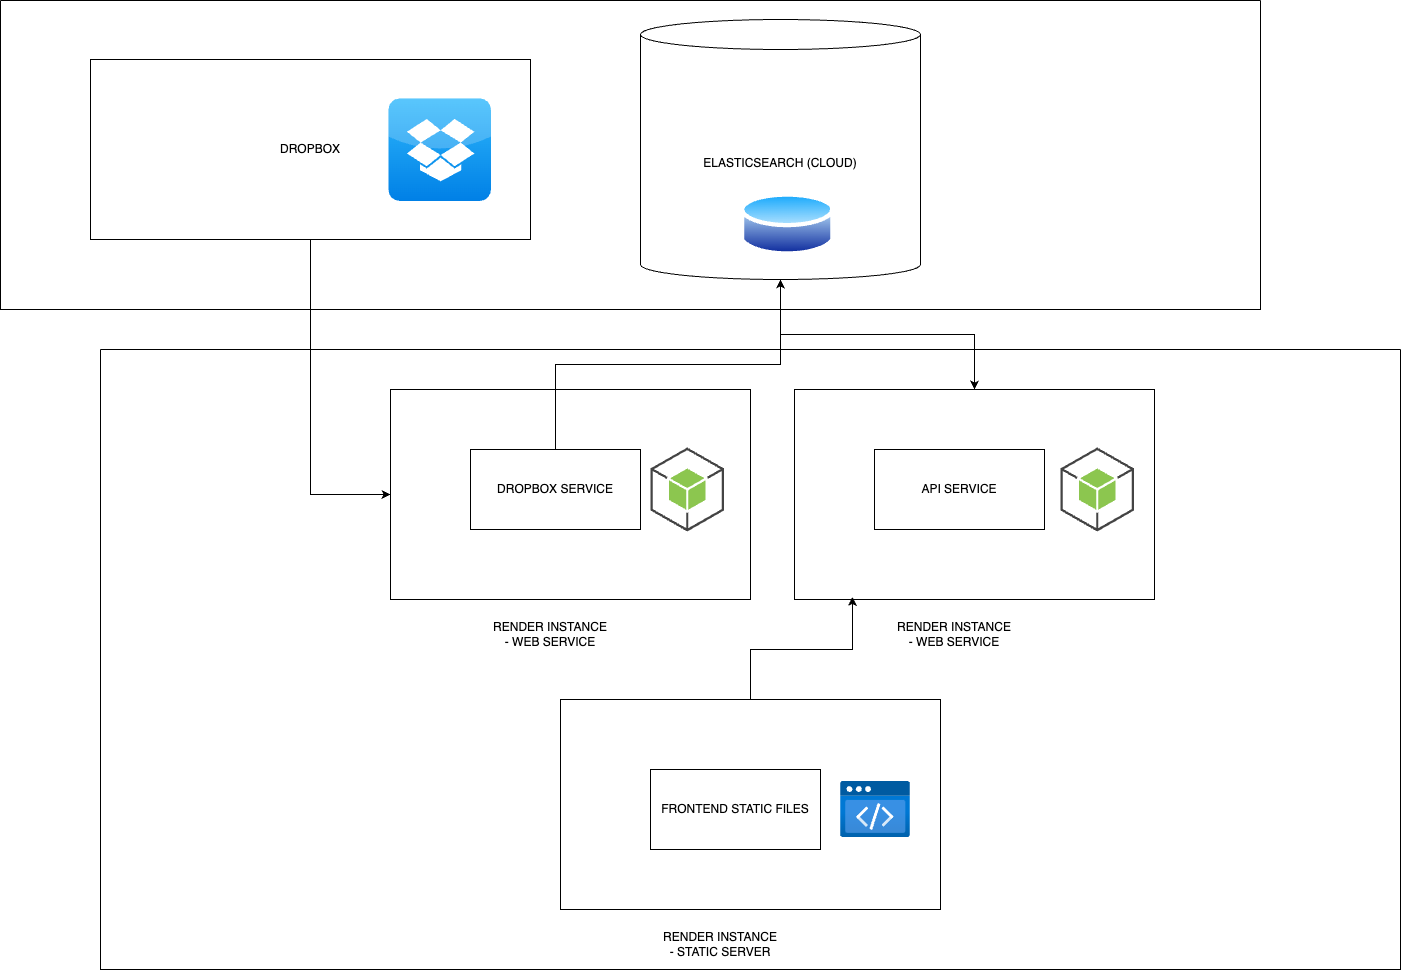 DROPBOX
ELASTICSEARCH (CLOUD)
DROPBOX SERVICE
API SERVICE
RENDER INSTANCE
- WEB SERVICE
RENDER INSTANCE
- WEB SERVICE
FRONTEND STATIC FILES
RENDER INSTANCE
- STATIC SERVER